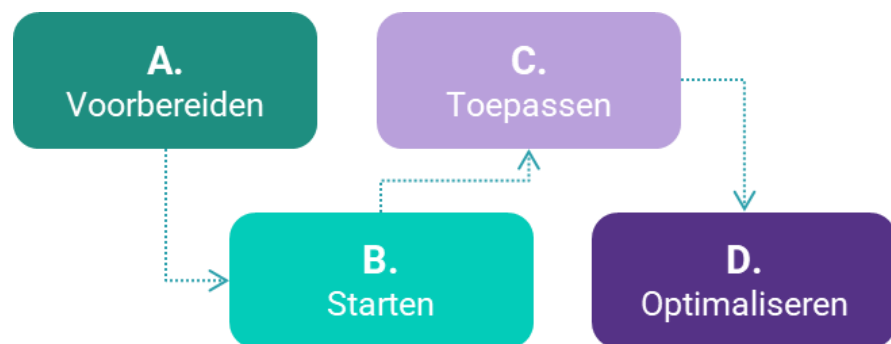 A.
Voorbereiden
B.
Starten
C.
Toepassen
D.
Optimaliseren